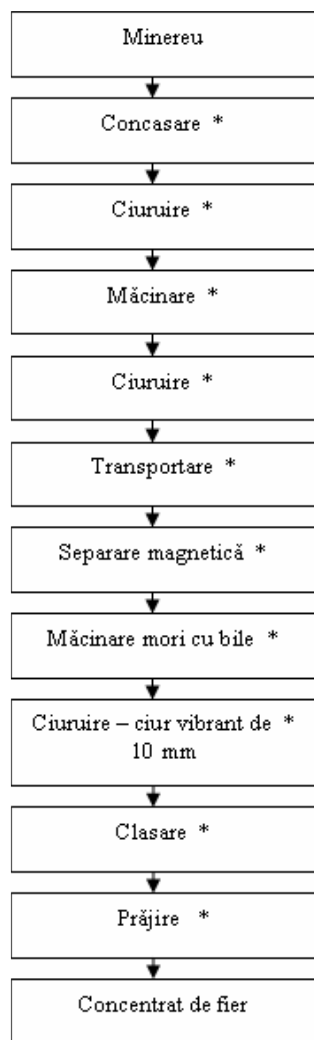 Minereu
Concasare *
Ciuruire *
Măcinare *
Ciuruire *
Transportare *
Separare magnetică *
Măcinare mori cu bile *
Ciuruire – ciur vibrant de *
10 mm
Clasare *
Prăjire *
Concentrat de fier